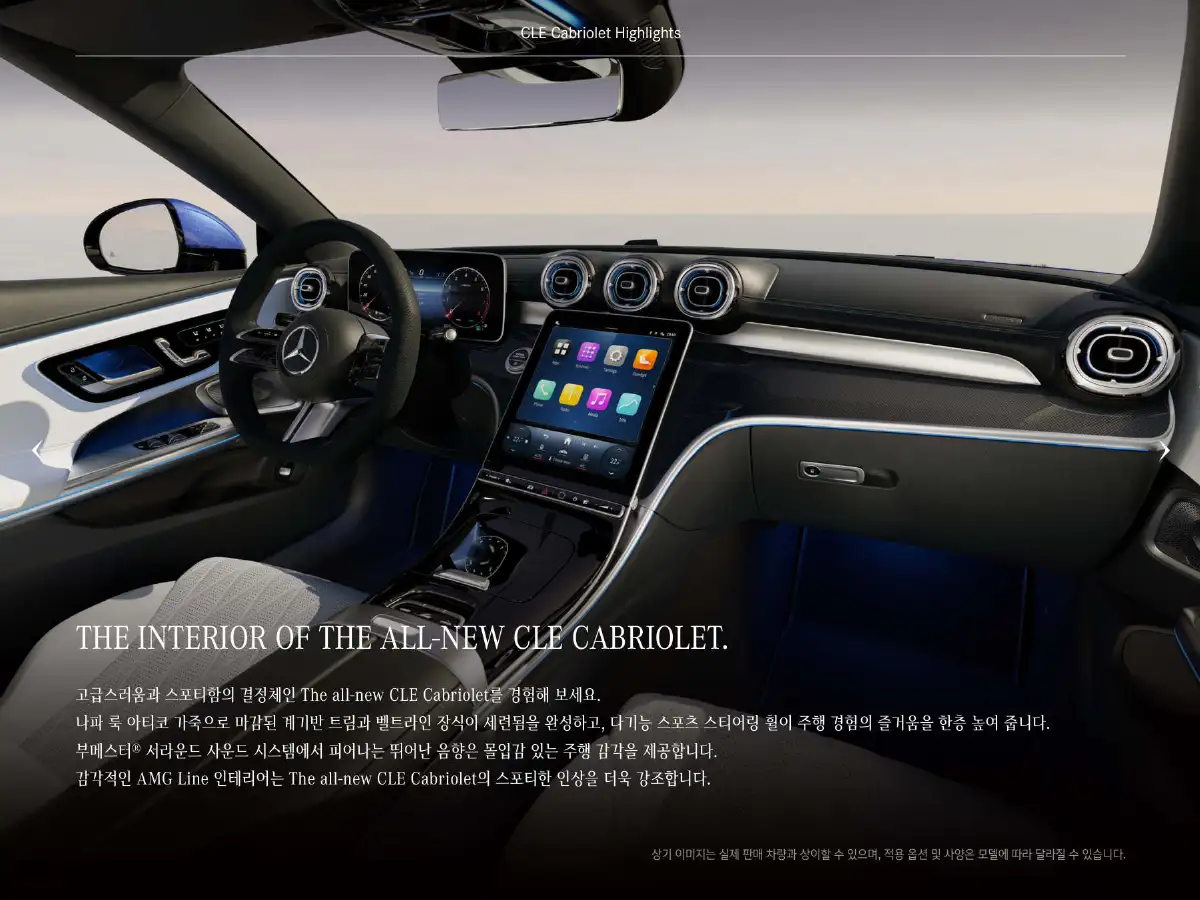 CLE Cabriolet Highlights
THE INTERIOR OF THE ALL-NEW CLE CABRIOLET.
고급스러움과 스포티함의 결정체인 The all-new CLE Cabriolet를 경험해 보세요.
나파 룩 아티코 가죽으로 마감된 계기반 트림과 벨트라인 장식이 세련됨을 완성하고, 다기능 스포츠 스티어링 휠이 주행 경험의 즐거움을 한층 높여 줍니다.
부메스터® 서라운드 사운드 시스템에서 피어나는 뛰어난 음향은 몰입감 있는 주행 감각을 제공합니다.
감각적인 AMG Line 인테리어는 The all-new CLE Cabriolet의 스포티한 인상을 더욱 강조합니다.
상기 이미지는 실제 판매 차량과 상이할 수 있으며, 적용 옵션 및 사양은 모델에 따라 달라질 수 있습니다.